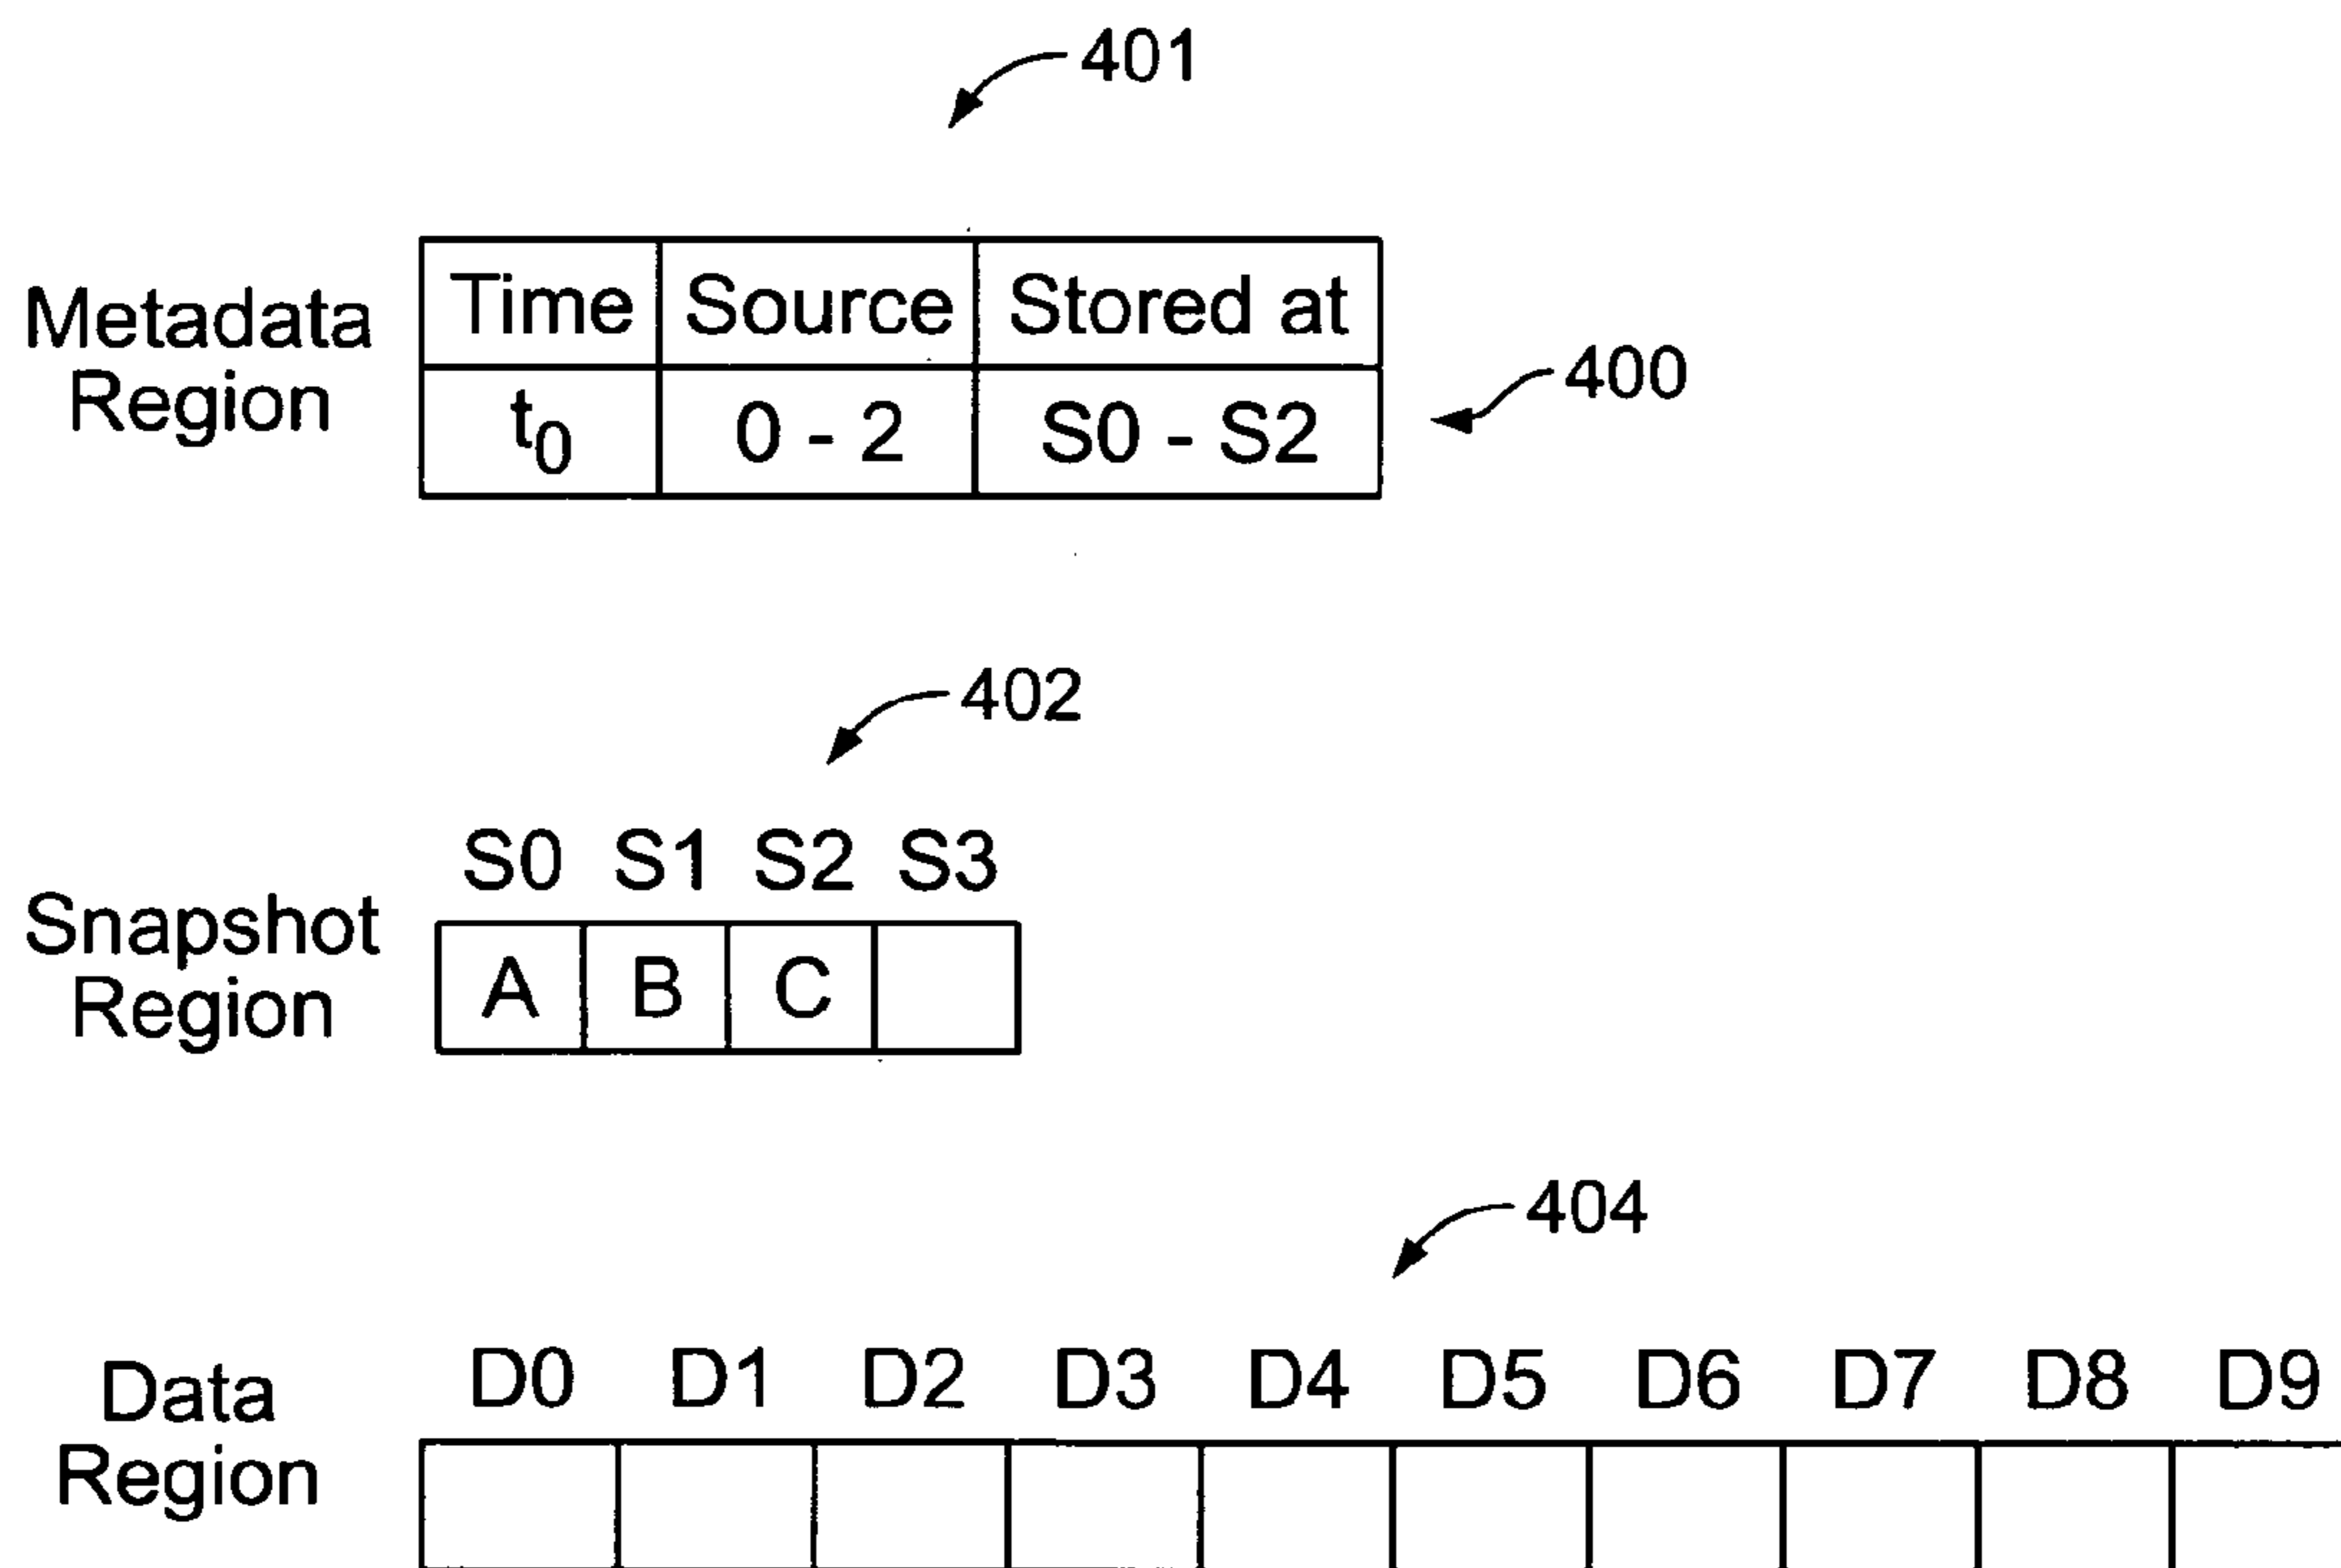 401
Metadata Region
Time Source Stored at
t0 0 - 2 S0 - S2
400
402
Snapshot Region
S0 S1 S2 S3
A B C
404
Data Region
D0 D1 D2 D3 D4 D5 D6 D7 D8 D9